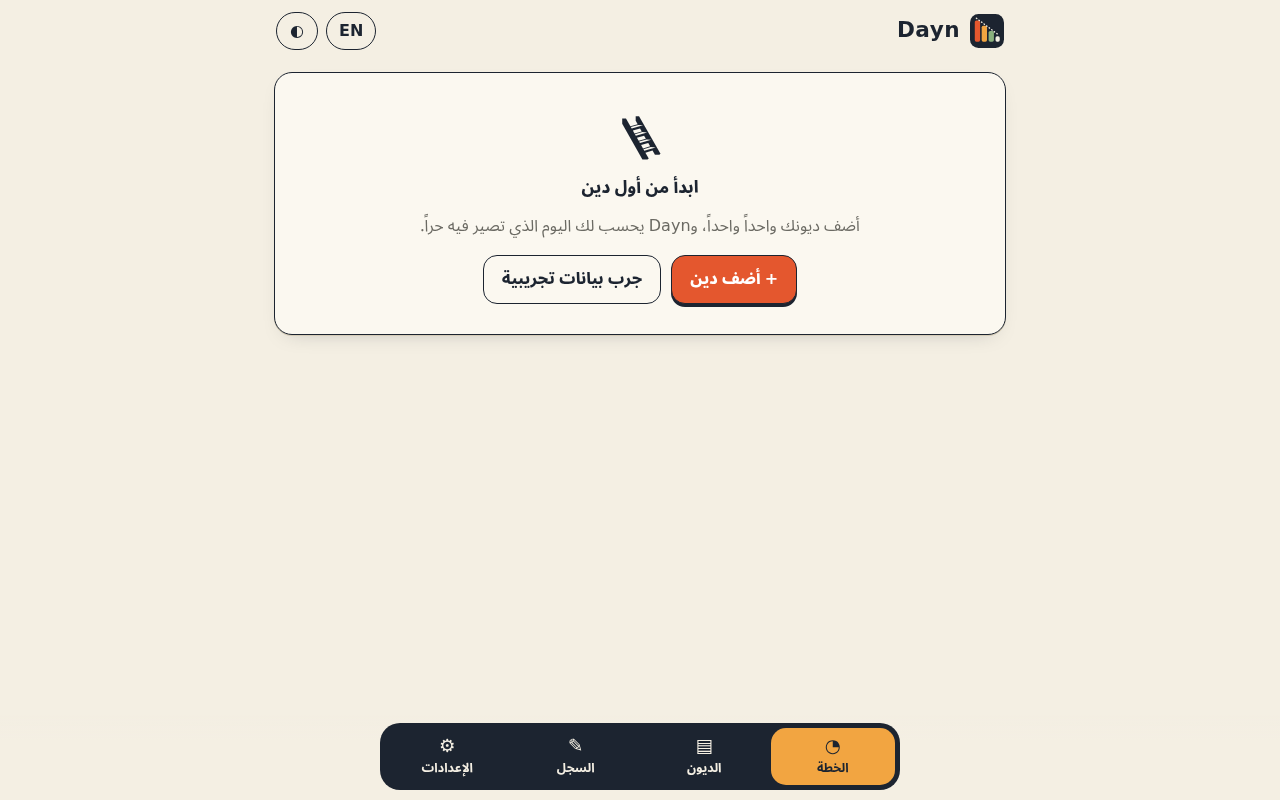 Dayn
EN
ابدأ من أول دين
أضف ديونك واحداً واحداً، وDayn يحسب لك اليوم الذي تصير فيه حراً.
+ أضف دين
جرب بيانات تجريبية
الخطة
الديون
السجل
الإعدادات